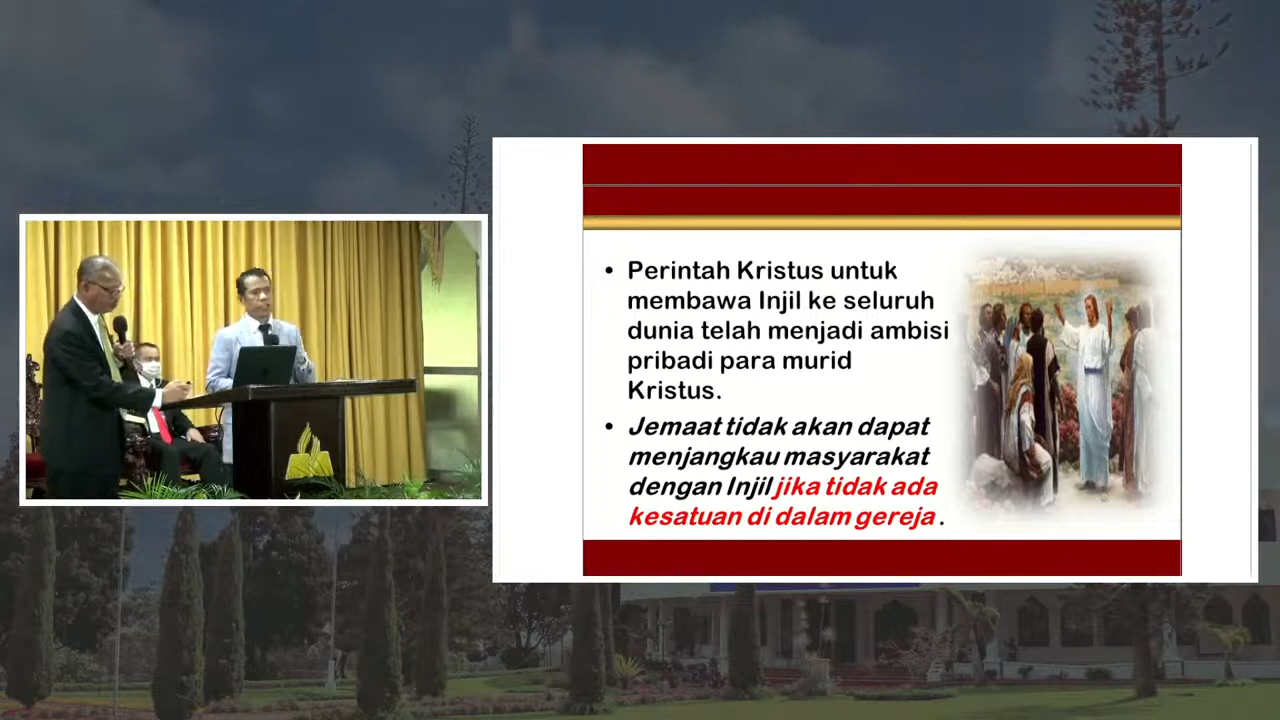 • Perintah Kristus untuk
membawa Injil ke seluruh
dunia telah menjadi ambisi
pribadi para murid
Kristus.
• Jemaat tidak akan dapat
menjangkau masyarakat
dengan Injil jika tidak ada
kesatuan di dalam gereja .